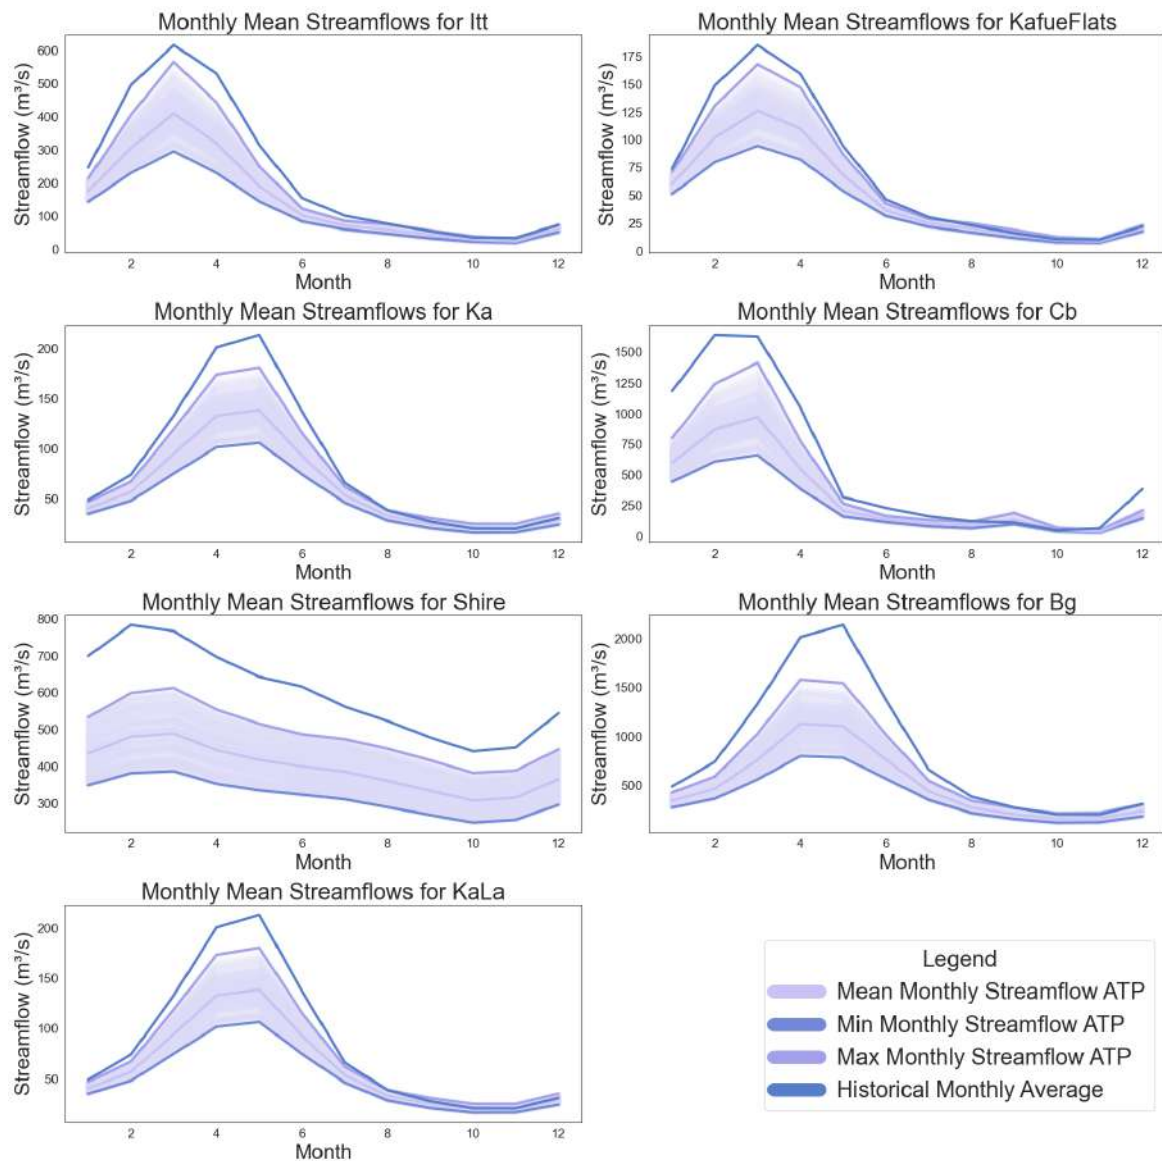 Monthly Mean Streamflows for Itt
Streamflow (m³/s)
600
500
400
300
200
100
0
2 4 6 8 10 12
Month
Monthly Mean Streamflows for KafueFlats
Streamflow (m³/s)
175
150
125
100
75
50
25
0
2 4 6 8 10 12
Month
Monthly Mean Streamflows for Ka
Streamflow (m³/s)
200
150
100
50
2 4 6 8 10 12
Month
Monthly Mean Streamflows for Cb
Streamflow (m³/s)
1500
1250
1000
750
500
250
0
2 4 6 8 10 12
Month
Monthly Mean Streamflows for Shire
Streamflow (m³/s)
800
700
600
500
400
300
2 4 6 8 10 12
Month
Monthly Mean Streamflows for Bg
Streamflow (m³/s)
2000
1500
1000
500
2 4 6 8 10 12
Month
Monthly Mean Streamflows for KaLa
Streamflow (m³/s)
200
150
100
50
2 4 6 8 10 12
Month
Legend
Mean Monthly Streamflow ATP
Min Monthly Streamflow ATP
Max Monthly Streamflow ATP
Historical Monthly Average